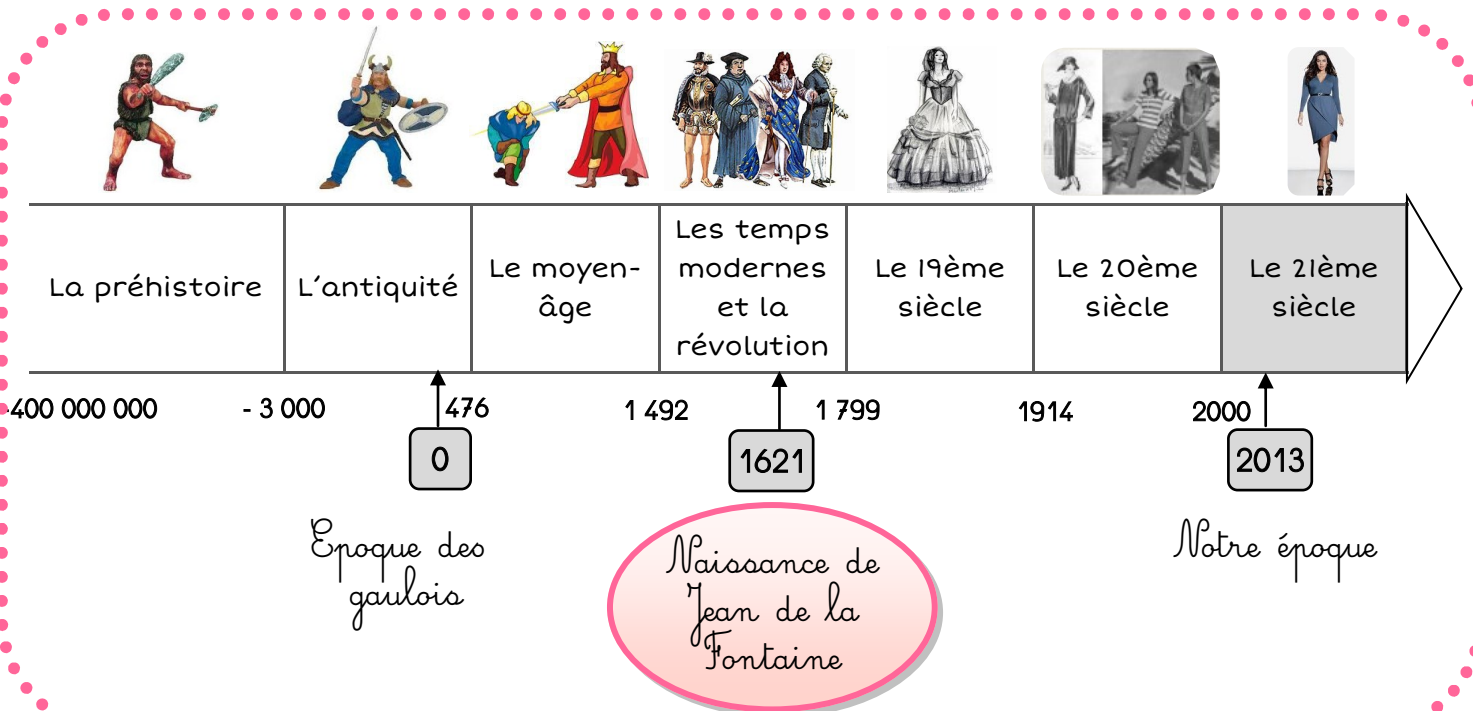 La préhistoire
L'antiquité
Le moyen-
âge
Les temps
modernes
et la
révolution
Le 19ème
siècle
Le 20ème
siècle
Le 21ème
siècle
-400 000 000
- 3 000
476
1 492
1 799
1914
2000
0
1621
2013
Epoque des
gaulois
Naissance de
Jean de la
Fontaine
Notre époque